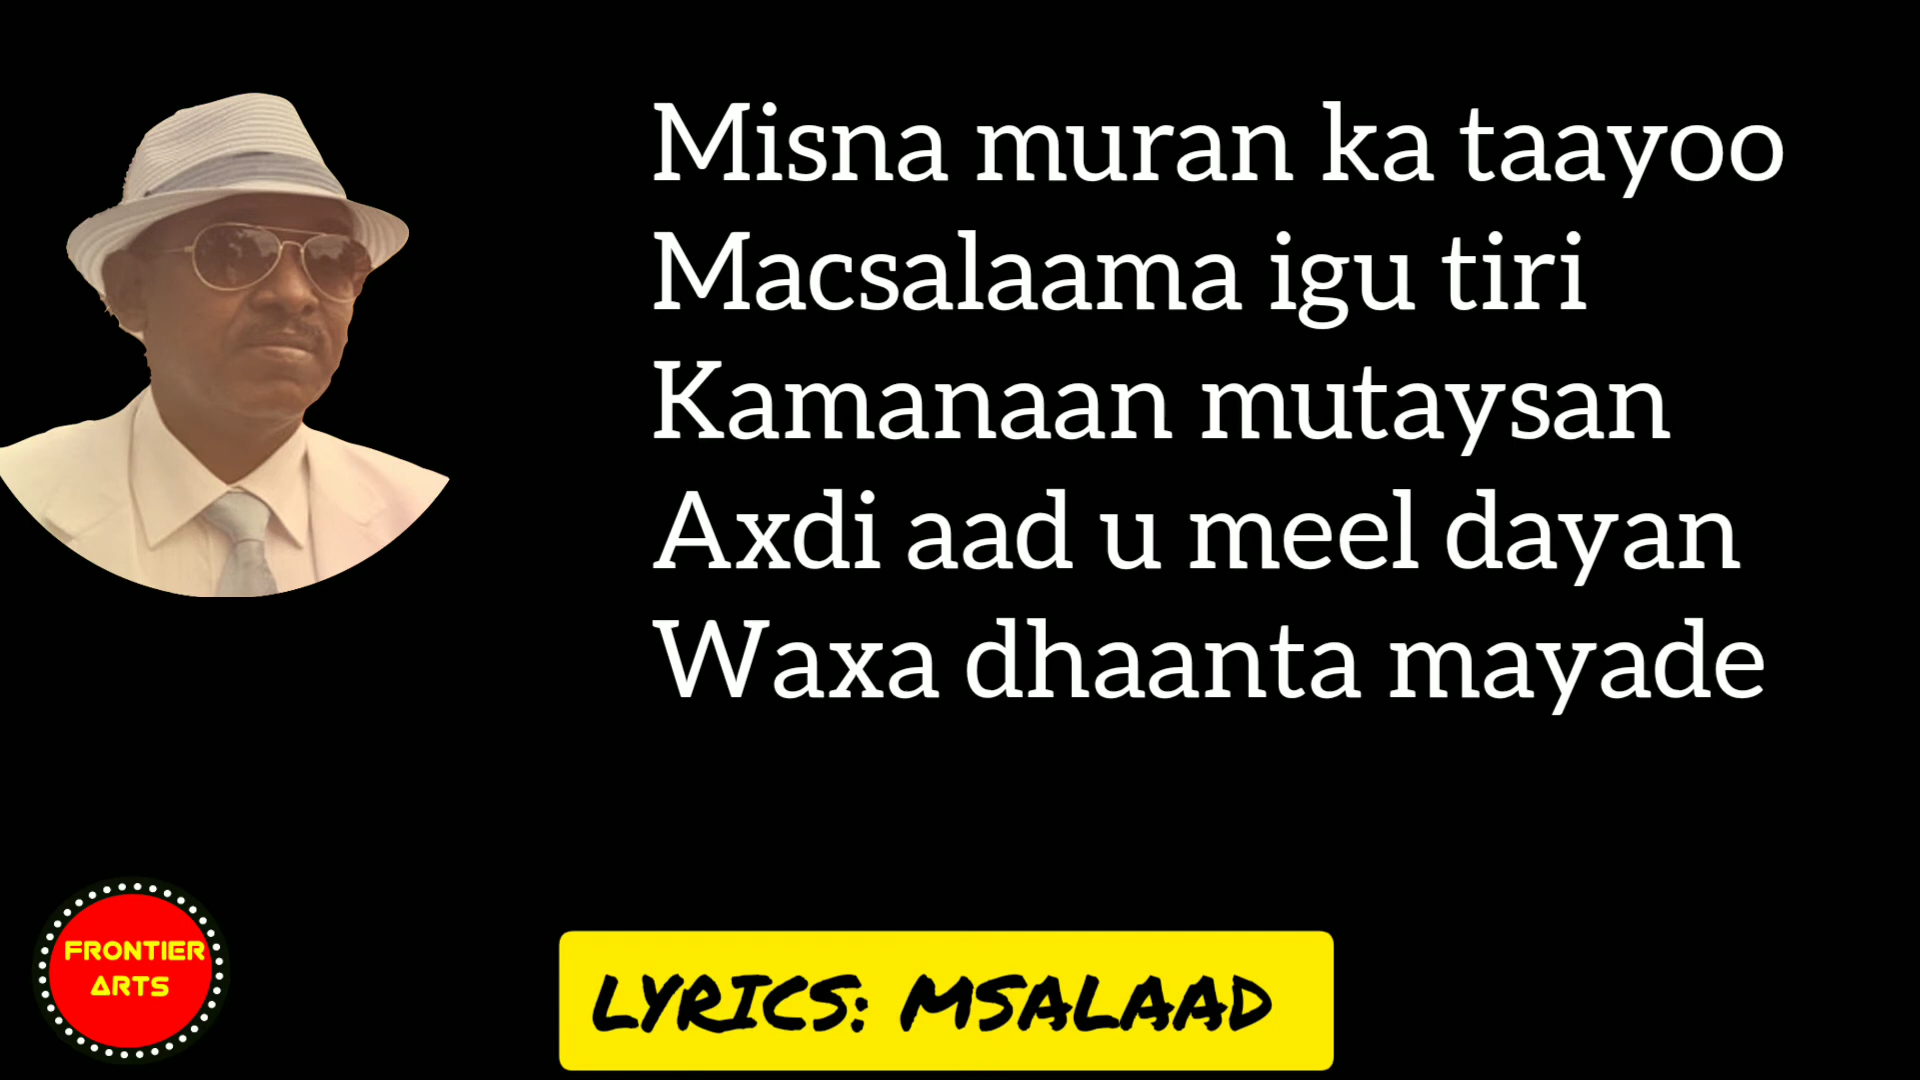 Misna muran ka taayoo
Macsalaama igu tiri
Kamanaan mutaysan
Axdi aad u meel dayan
Waxa dhaanta mayade
FRONTIER
ARTS
LYRICS: MSALAAD